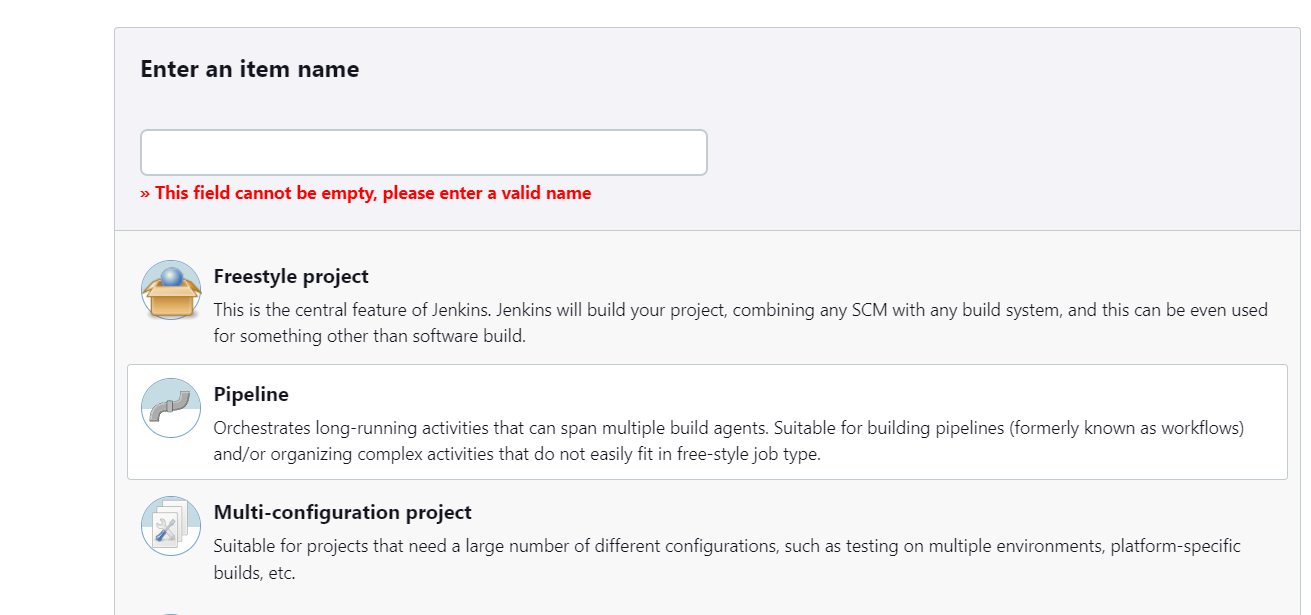 Enter an item name
» This field cannot be empty, please enter a valid name
Freestyle project
This is the central feature of Jenkins. Jenkins will build your project, combining any SCM with any build system, and this can be even used
for something other than software build.
Pipeline
Orchestrates long-running activities that can span multiple build agents. Suitable for building pipelines (formerly known as workflows)
and/or organizing complex activities that do not easily fit in free-style job type.
Multi-configuration project
Suitable for projects that need a large number of different configurations, such as testing on multiple environments, platform-specific
builds, etc.